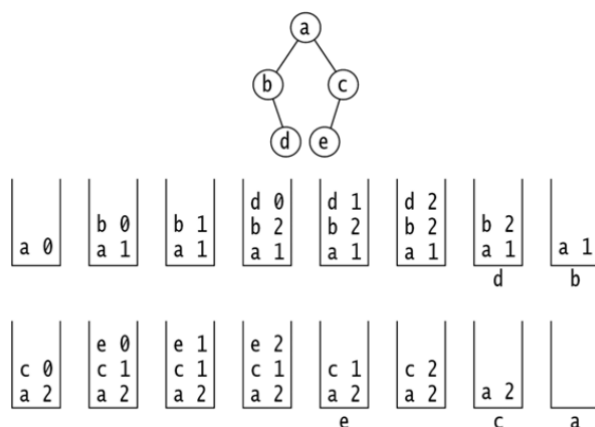 a
b c
d e
d 0 d 1 d 2
b 0 b 1 b 2 b 2 b 2 b 2
a 0 a 1 a 1 a 1 a 1 a 1 a 1 a 1
d b
e 0 e 1 e 2
c 0 c 1 c 1 c 1 c 1 c 2
a 2 a 2 a 2 a 2 a 2 a 2 a 2
e c a